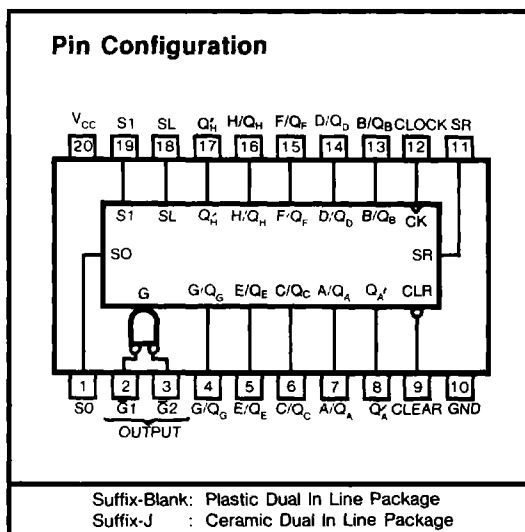 Pin Configuration
VCC S1 SL Q'H H/QH F/QF D/QD B/QB CLOCK SR
20 19 18 17 16 15 14 13 12 11
S1 SL Q'H H/QH F/QF D/QD B/QB CK
SO SR
G G/QG E/QE C/QC A/QA QA' CLR
1 2 3 4 5 6 7 8 9 10
SO G1 G2 G/QG E/QE C/QC A/QA Q'A CLEAR GND
OUTPUT
Suffix-Blank: Plastic Dual In Line Package
Suffix-J : Ceramic Dual In Line Package